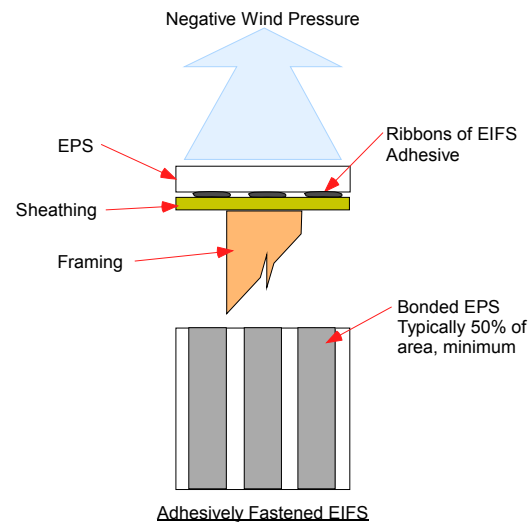 Negative Wind Pressure
Ribbons of EIFS
Adhesive
EPS
Sheathing
Framing
Bonded EPS
Typically 50% of
area, minimum
Adhesively Fastened EIFS